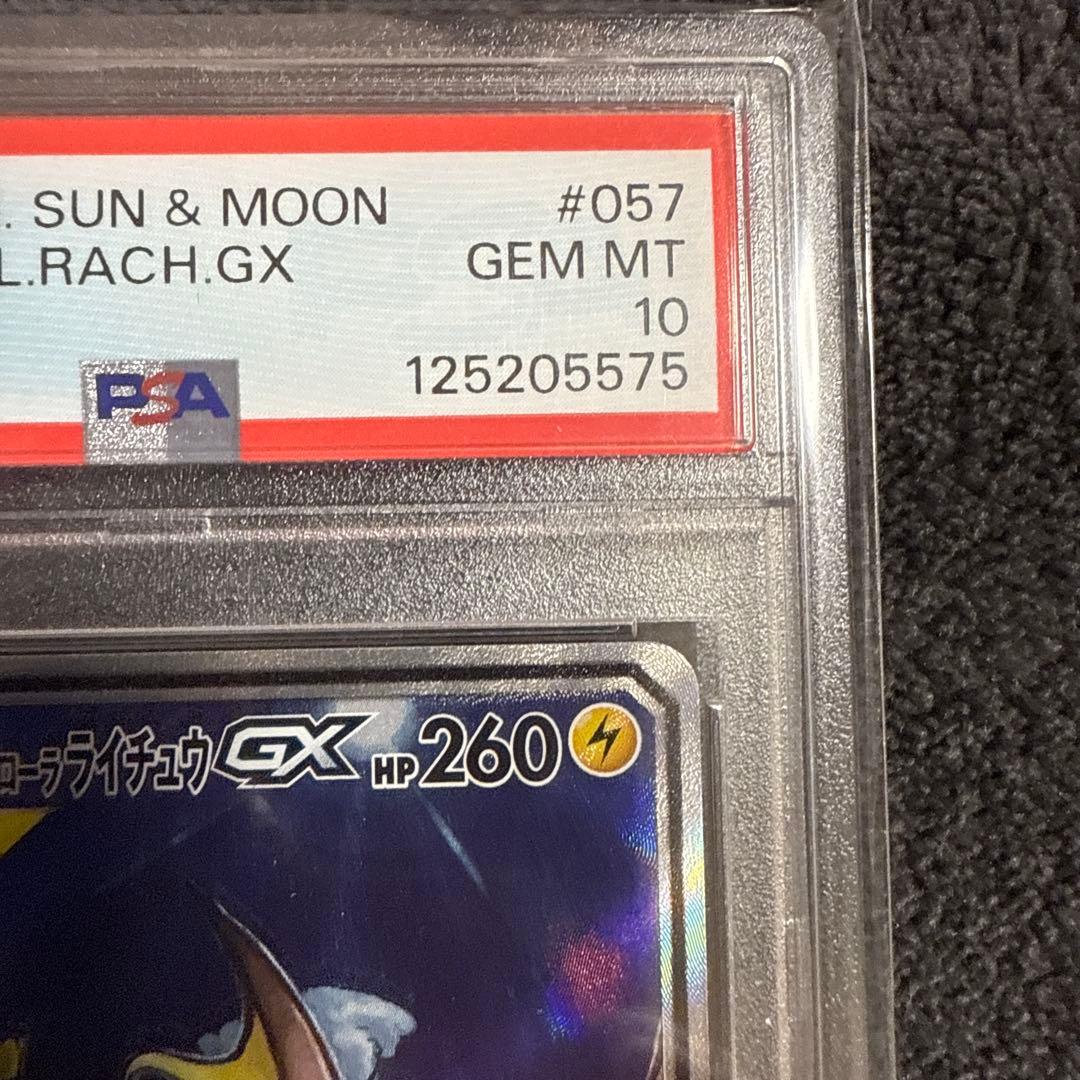 . SUN & MOON #057
L.RACH.GX GEM MT
10
PSA 125205575
ローラライチュウGX HP260